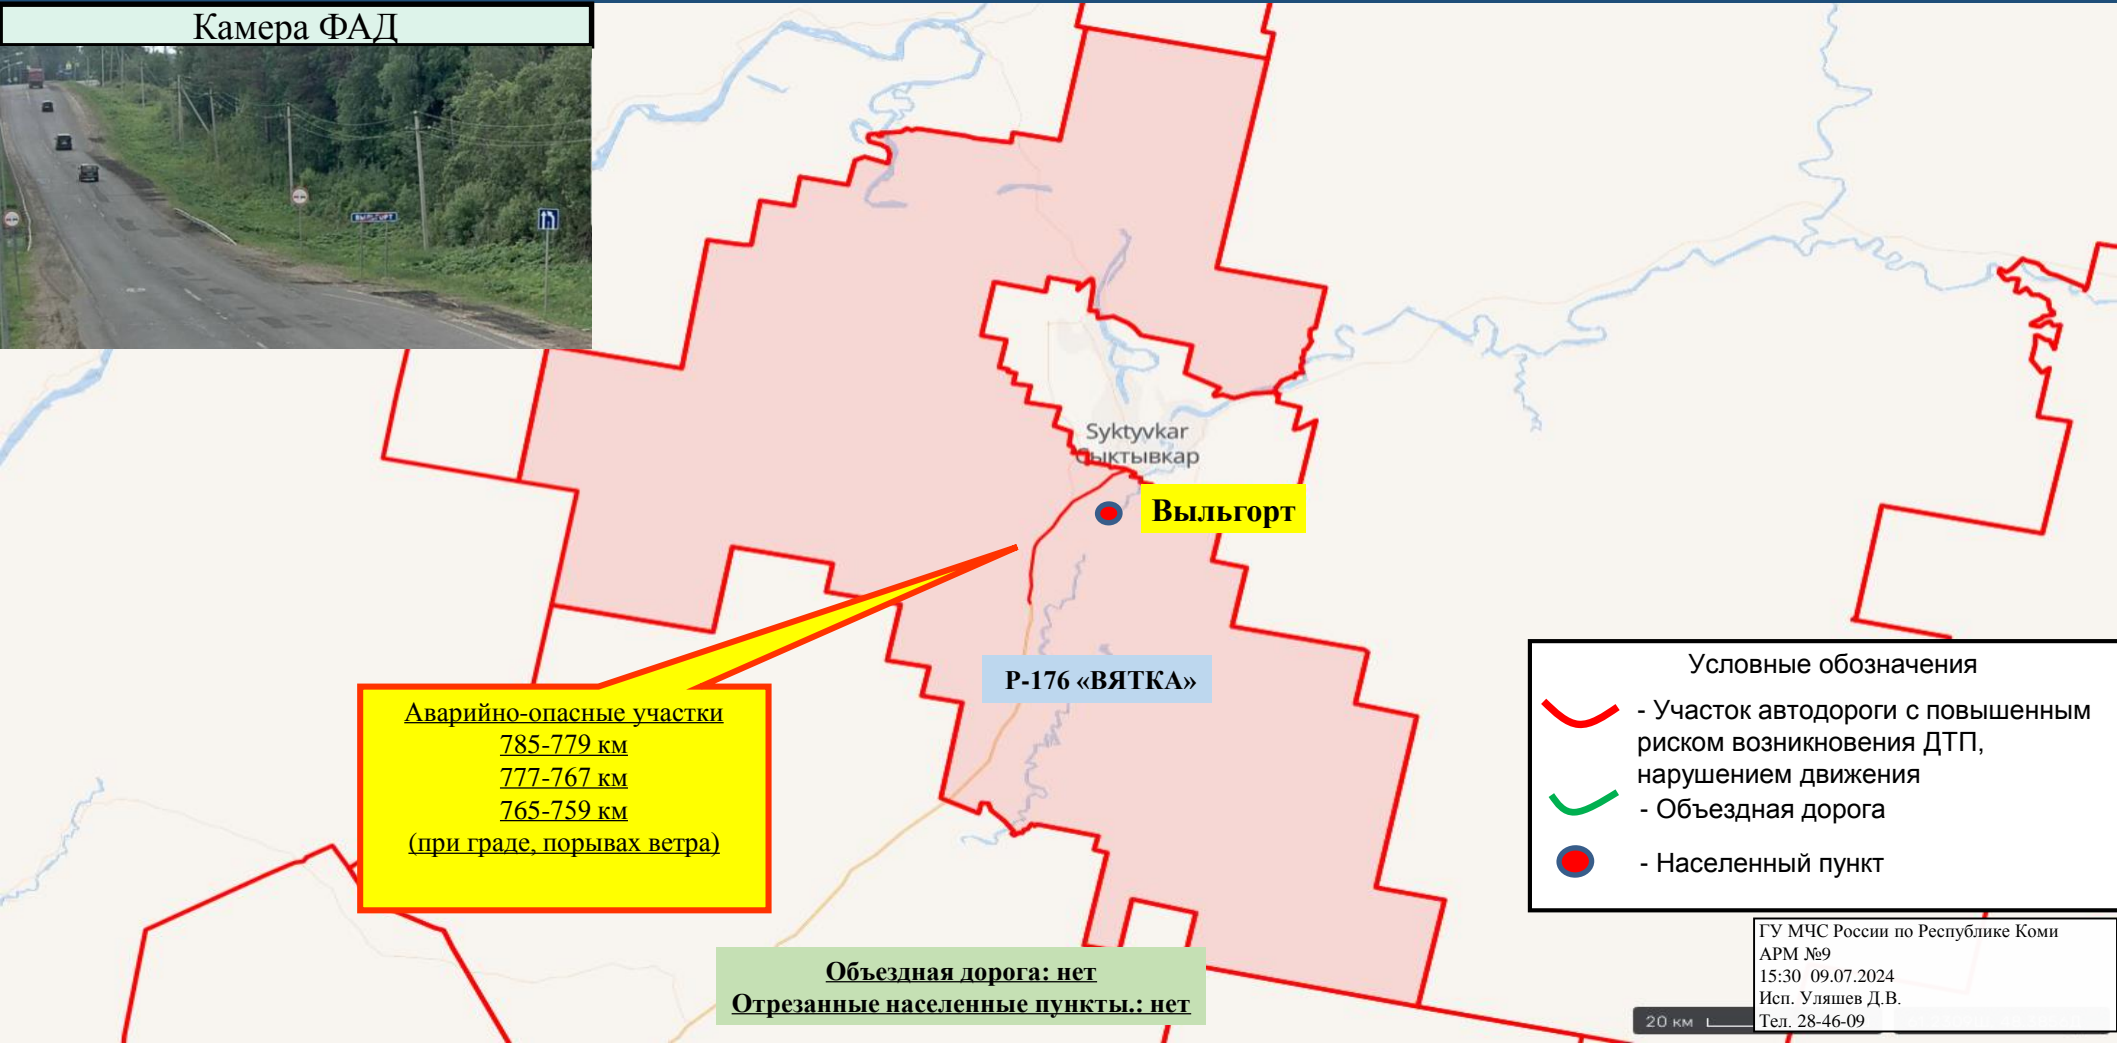 Камера ФАД
ВЫЛЬГОРТ
Syktyvkar
Сыктывкар
Выльгорт
Р-176 «ВЯТКА»
Аварийно-опасные участки
785-779 км
777-767 км
765-759 км
(при граде, порывах ветра)
Условные обозначения
- Участок автодороги с повышенным
риском возникновения ДТП,
нарушением движения
- Объездная дорога
- Населенный пункт
Объездная дорога: нет
Отрезанные населенные пункты.: нет
ГУ МЧС России по Республике Коми
АРМ №9
15:30 09.07.2024
Исп. Уляшев Д.В.
Тел. 28-46-09
20 км